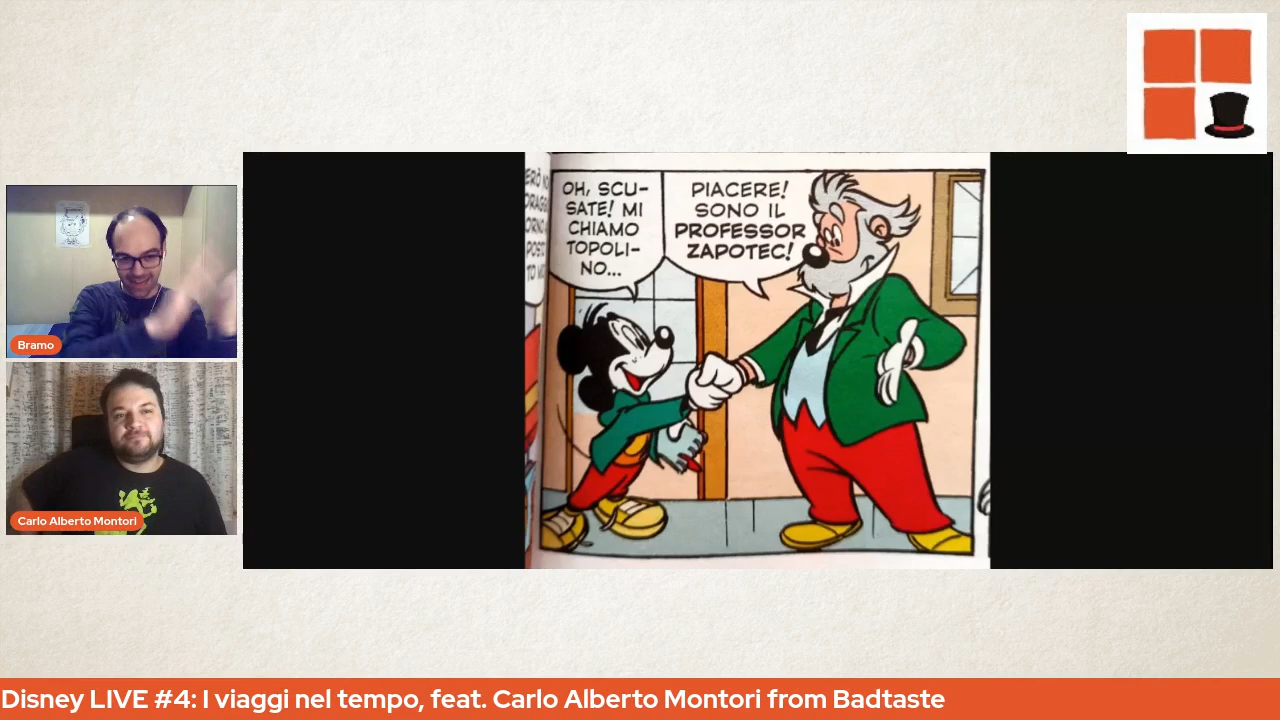 OH, SCU-
SATE! MI
CHIAMO
TOPOLI-
NO...
PIACERE!
SONO IL
PROFESSOR
ZAPOTEC!
Bramo
Carlo Alberto Montori
Disney LIVE #4: I viaggi nel tempo, feat. Carlo Alberto Montori from Badtaste